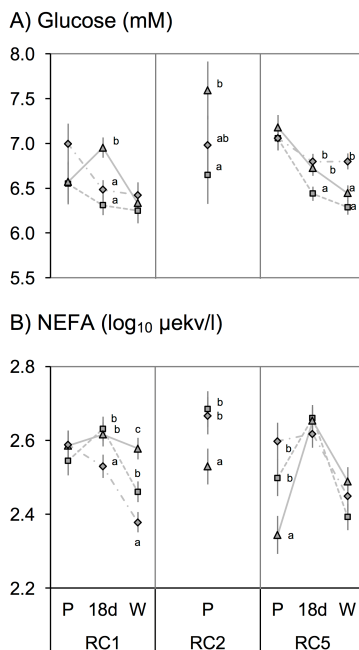 A) Glucose (mM)
8.0
7.5
7.0
6.5
6.0
5.5
b
a
a
b
ab
a
b
b
b
a
a
B) NEFA (log₁₀ µekv/l)
2.8
2.6
2.4
2.2
b
b
c
a
b
a
b
b
a
b
b
a
P 18d W P P 18d W
RC1 RC2 RC5